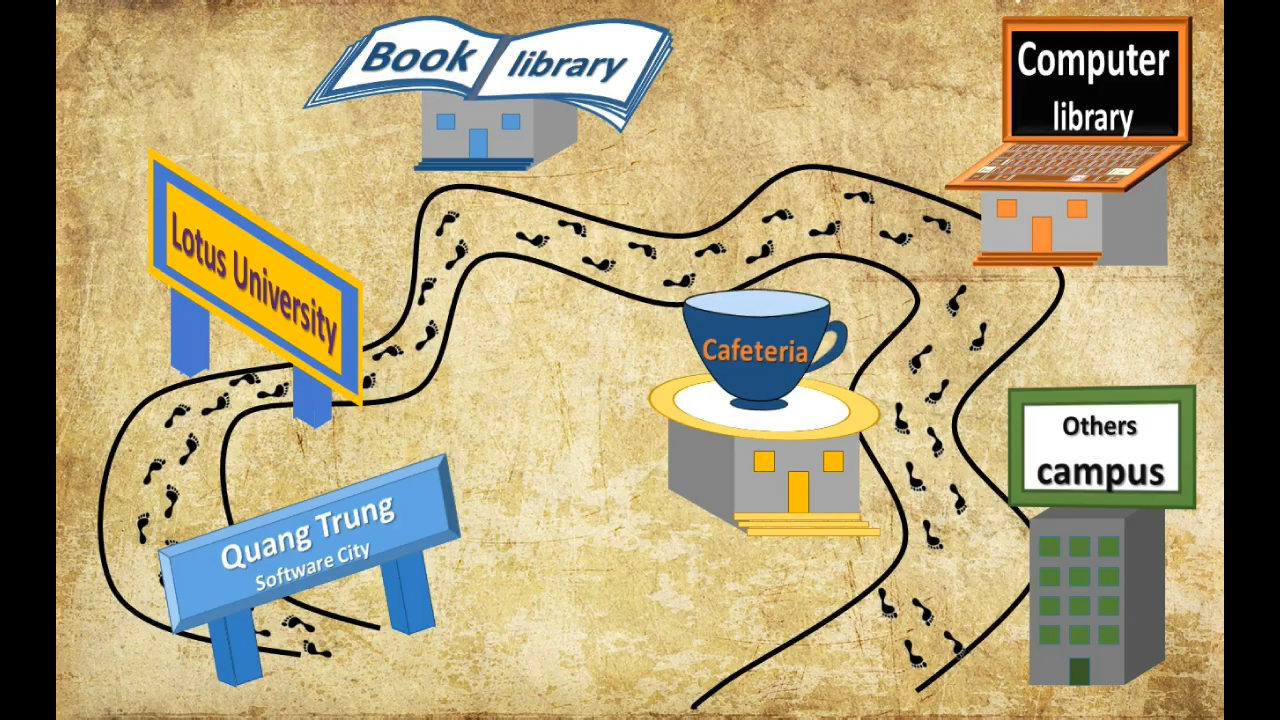 Book library
Computer
library
Lotus University
Cafeteria
Others
campus
Quang Trung
Software City